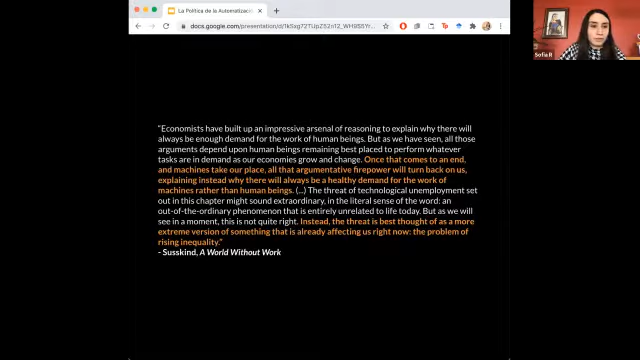 La Política de la Automatizació
docs.google.com/presentation/d/1kSxg72TiJpZS2n_WH8S5Yr...
"Economists have built up an impressive arsenal of reasoning to explain why there will
always be enough demand for the work of human beings. But as we have seen, all those
arguments depend upon human beings remaining best placed to perform whatever
tasks are in demand as our economies grow and change. Once that comes to an end,
and machines take our place, all that argumentative firepower will turn back on us,
explaining instead why there will always be a healthy demand for the work of
machines rather than human beings. (...) The threat of technological unemployment set
out in this chapter might sound extraordinary, in the literal sense of the word: an
out-of-the-ordinary phenomenon that is entirely unrelated to life today. But as we will
see in a moment, this is not quite right. Instead, the threat is best thought of as a more
extreme version of something that is already affecting us right now: the problem of
rising inequality."
- Susskind, A World Without Work
Sofia R